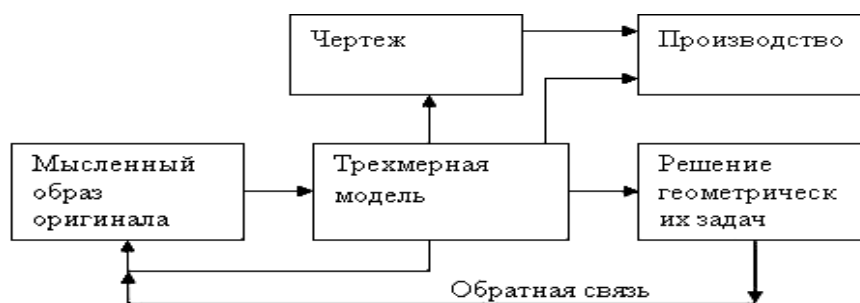 Чертеж
Производство
Мысленный
образ
оригинала
Трехмерная
модель
Решение
геометрическ
их задач
Обратная связь